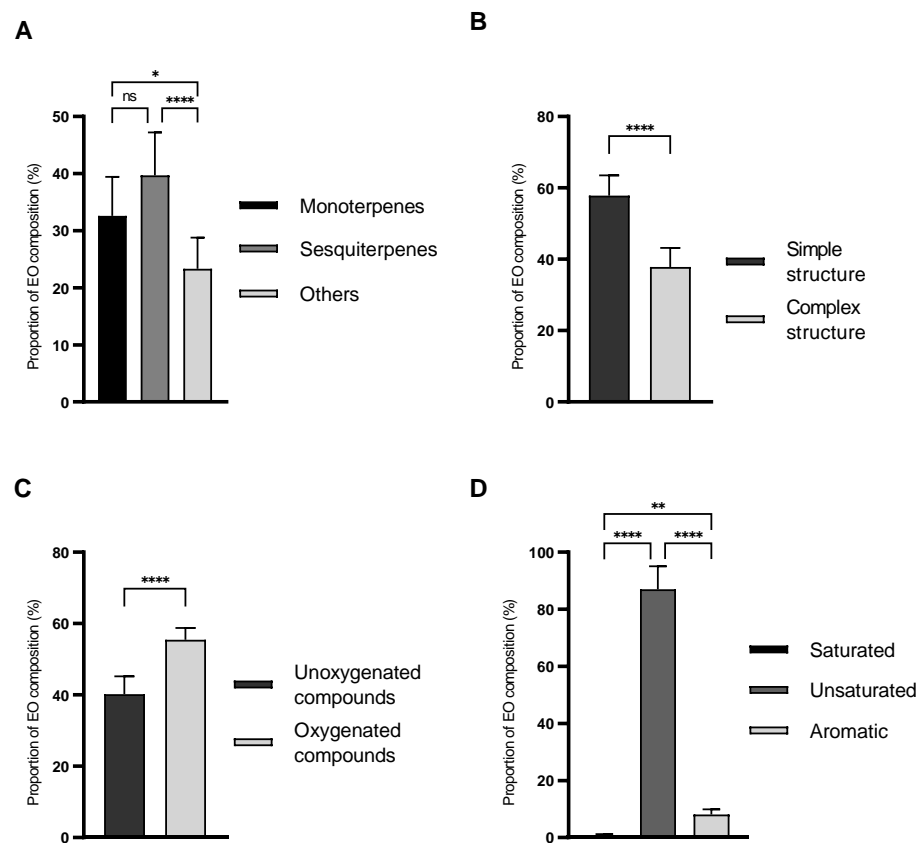 A
*
ns
****
Proportion of EO composition (%)
50
40
30
20
10
0
Monoterpenes
Sesquiterpenes
Others
B
****
Proportion of EO composition (%)
80
60
40
20
0
Simple
structure
Complex
structure
C
****
Proportion of EO composition (%)
80
60
40
20
0
Unoxygenated
compounds
Oxygenated
compounds
D
**
****
****
Proportion of EO composition (%)
100
80
60
40
20
0
Saturated
Unsaturated
Aromatic